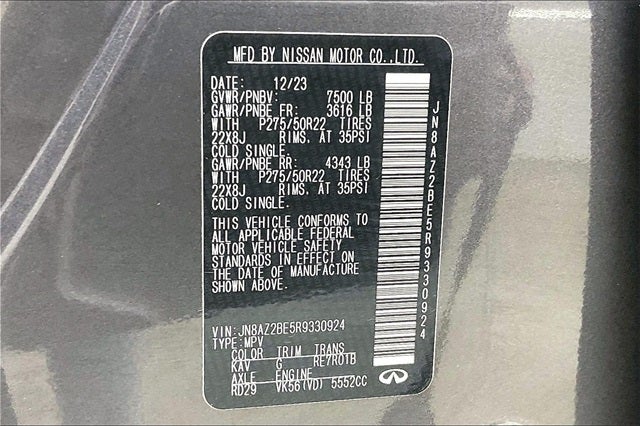 MFD BY NISSAN MOTOR CO.,LTD.
DATE: 12/23
GVWR/PNBV: 7500 LB
GAWR/PNBE FR: 3616 LB
WITH P275/50R22 TIRES
22X8J RIMS, AT 35PSI
COLD SINGLE.
GAWR/PNBE RR: 4343 LB
WITH P275/50R22 TIRES
22X8J RIMS, AT 35PSI
COLD SINGLE.
THIS VEHICLE CONFORMS TO
ALL APPLICABLE FEDERAL
MOTOR VEHICLE SAFETY
STANDARDS IN EFFECT ON
THE DATE OF MANUFACTURE
SHOWN ABOVE.
VIN:JN8AZ2BE5R9330924
TYPE:MPV
COLOR TRIM TRANS
KAV G RE7R01B
AXLE ENGINE
RD29 VK56(VD) 5552CC
JN8AZ2BE5R9330924